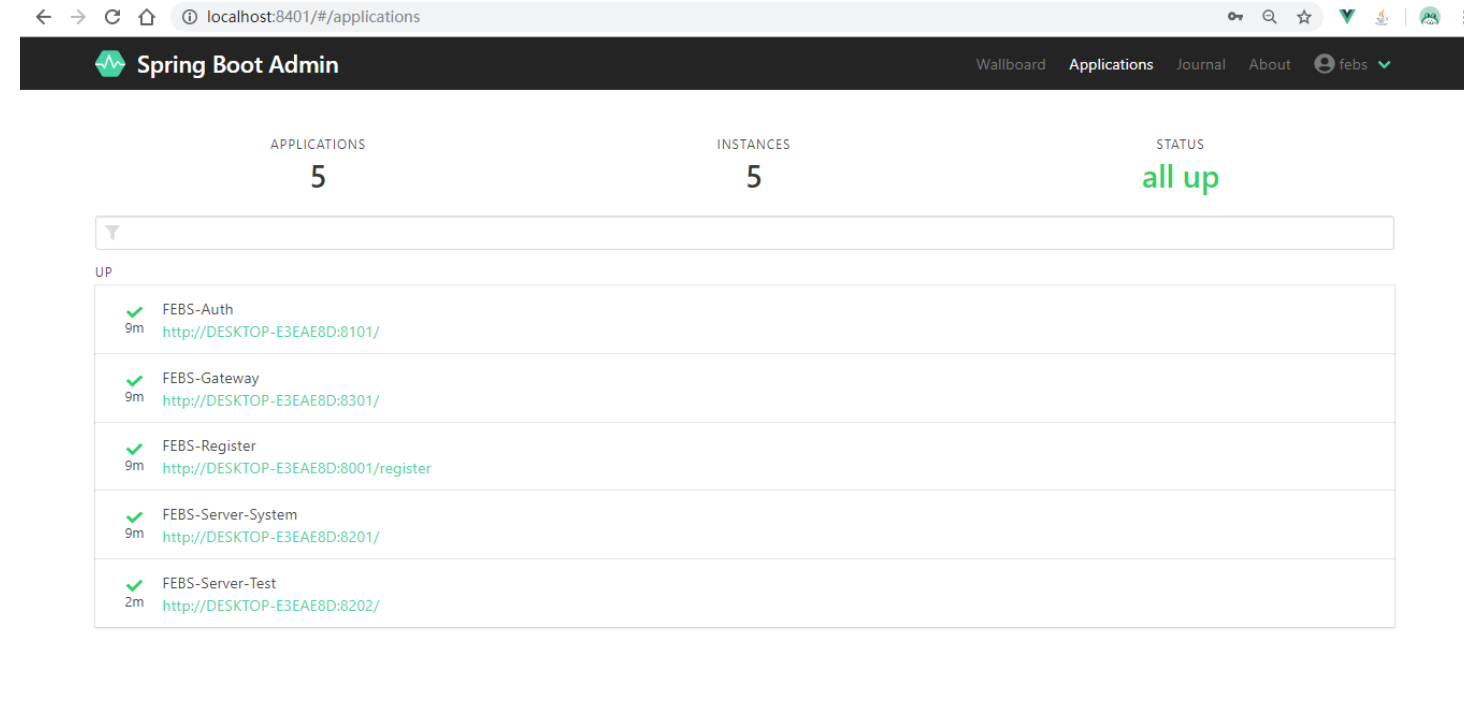 localhost:8401/#/applications
Spring Boot Admin
Wallboard Applications Journal About febs
APPLICATIONS INSTANCES STATUS
5 5 all up
UP
FEBS-Auth
9m http://DESKTOP-E3EAE8D:8101/
FEBS-Gateway
9m http://DESKTOP-E3EAE8D:8301/
FEBS-Register
9m http://DESKTOP-E3EAE8D:8001/register
FEBS-Server-System
9m http://DESKTOP-E3EAE8D:8201/
FEBS-Server-Test
2m http://DESKTOP-E3EAE8D:8202/